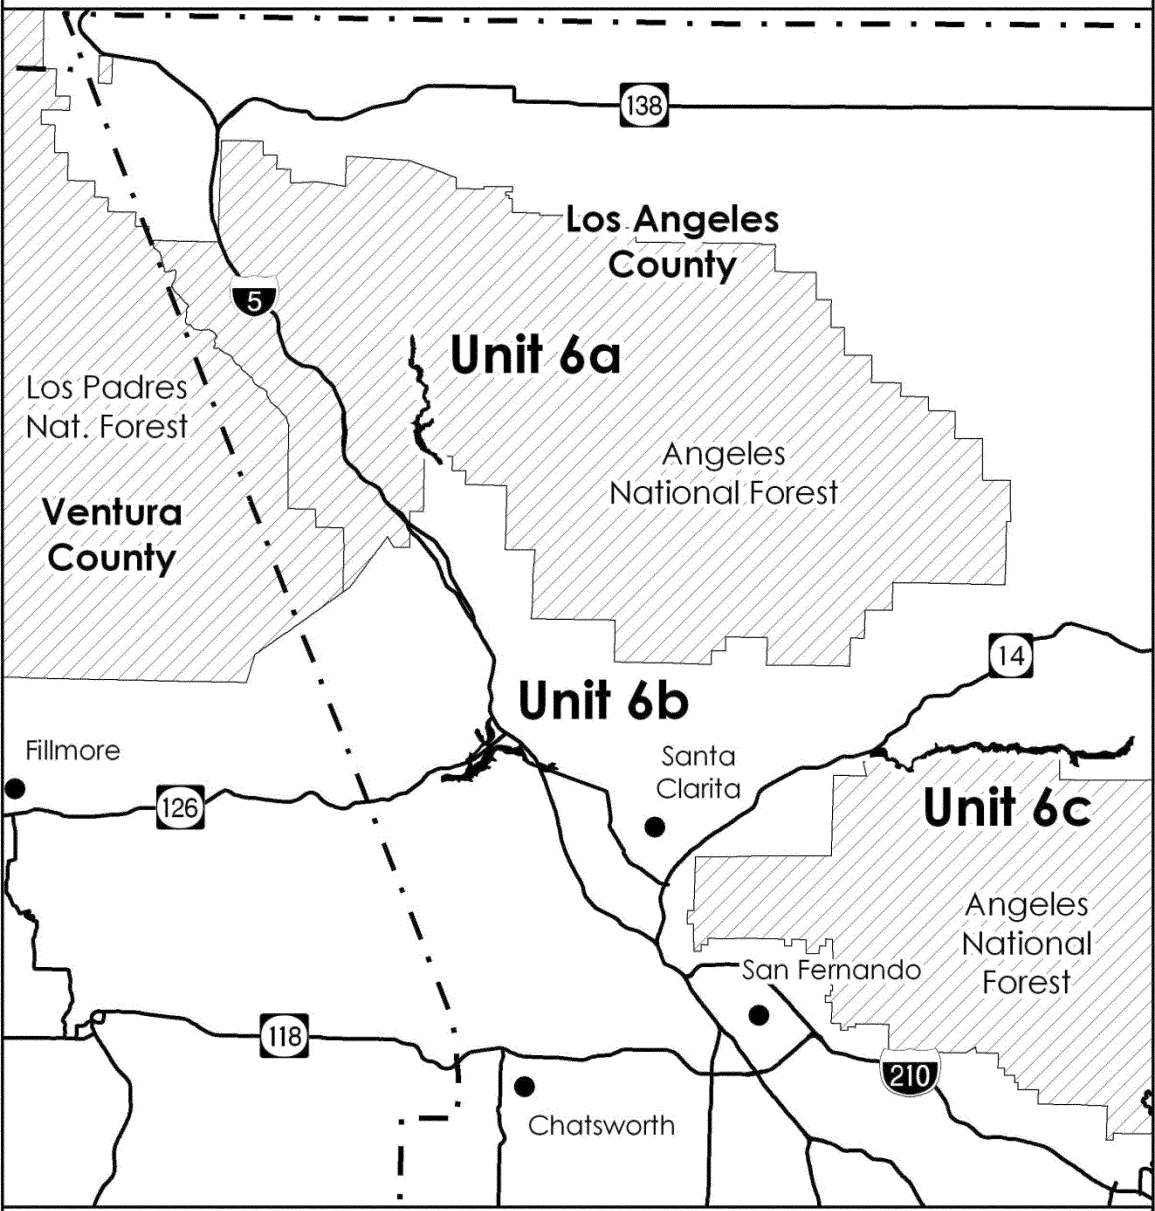 138
Los Angeles
County
5
Unit 6a
Los Padres
Nat. Forest
Angeles
National Forest
Ventura
County
14
Unit 6b
Fillmore
Santa
Clarita
126
Unit 6c
Angeles
National
Forest
San Fernando
118
210
Chatsworth